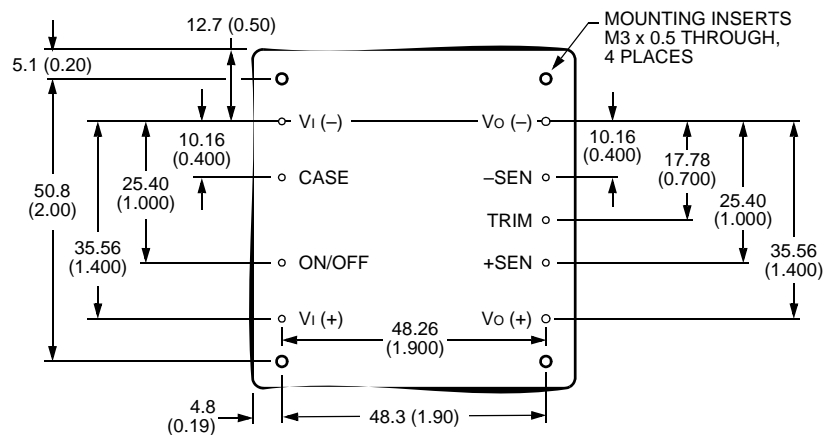 12.7 (0.50)
5.1 (0.20)
MOUNTING INSERTS
M3 x 0.5 THROUGH,
4 PLACES
VI (–)
VO (–)
10.16
(0.400)
10.16
(0.400)
17.78
(0.700)
CASE
–SEN
25.40
(1.000)
50.8
(2.00)
TRIM
25.40
(1.000)
35.56
(1.400)
ON/OFF
+SEN
35.56
(1.400)
VI (+)
VO (+)
48.26
(1.900)
4.8
(0.19)
48.3 (1.90)